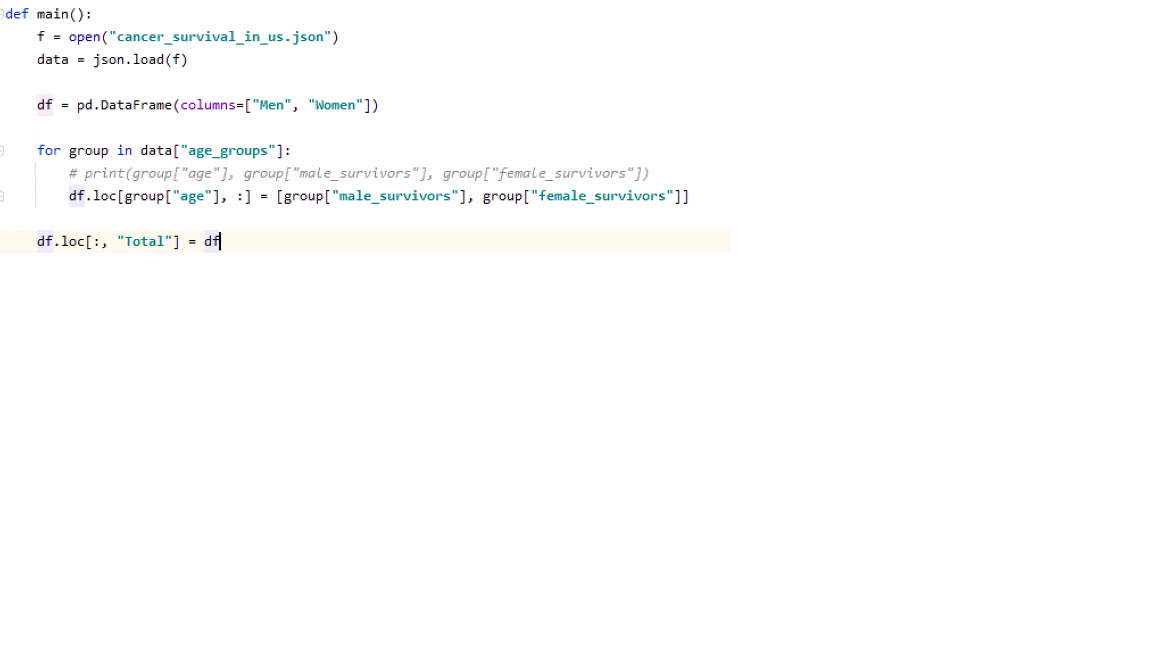 def main():
    f = open("cancer_survival_in_us.json")
    data = json.load(f)
    df = pd.DataFrame(columns=["Men", "Women"])
    for group in data["age_groups"]:
        # print(group["age"], group["male_survivors"], group["female_survivors"])
        df.loc[group["age"], :] = [group["male_survivors"], group["female_survivors"]]
    df.loc[:, "Total"] = df